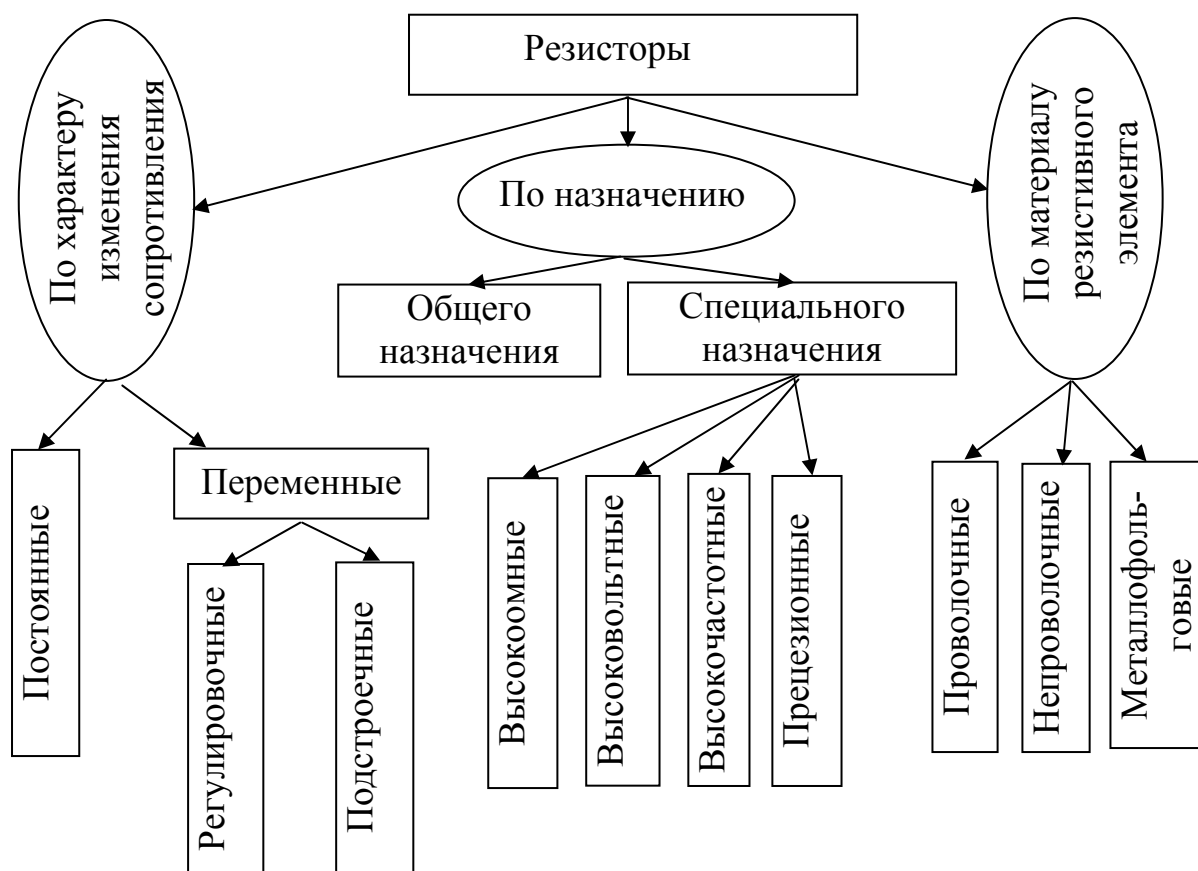 Резисторы
По характеру
изменения
сопротивления
По назначению
По материалу
резистивного
элемента
Общего
назначения
Специального
назначения
Постоянные
Переменные
Регулировочные
Подстроечные
Высокоомные
Высоковольтные
Высокочастотные
Прецезионные
Проволочные
Непроволочные
Металлофоль-
говые